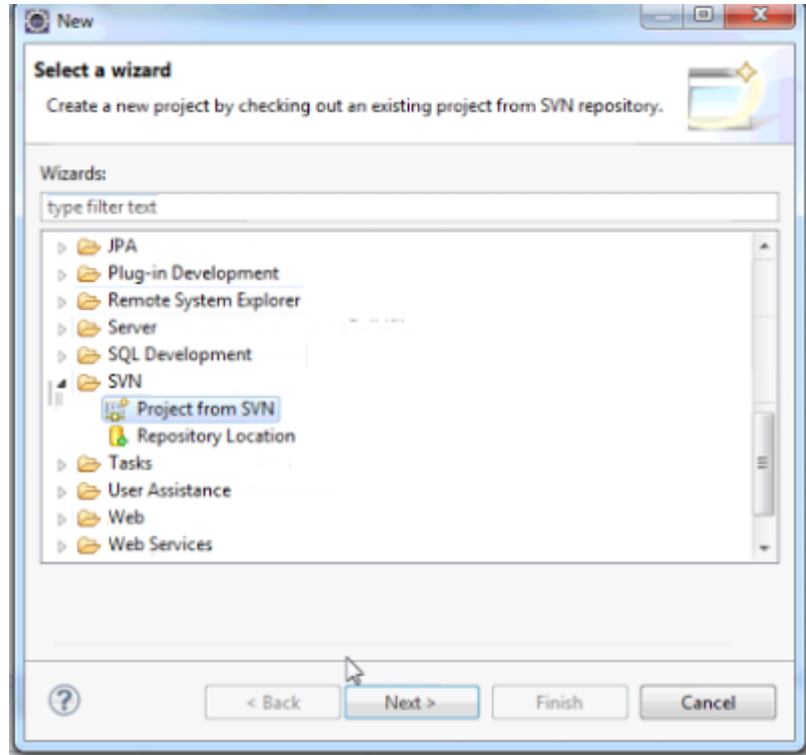 New
Select a wizard
Create a new project by checking out an existing project from SVN repository.
Wizards:
type filter text
JPA
Plug-in Development
Remote System Explorer
Server
SQL Development
SVN
Project from SVN
Repository Location
Tasks
User Assistance
Web
Web Services
? < Back Next > Finish Cancel